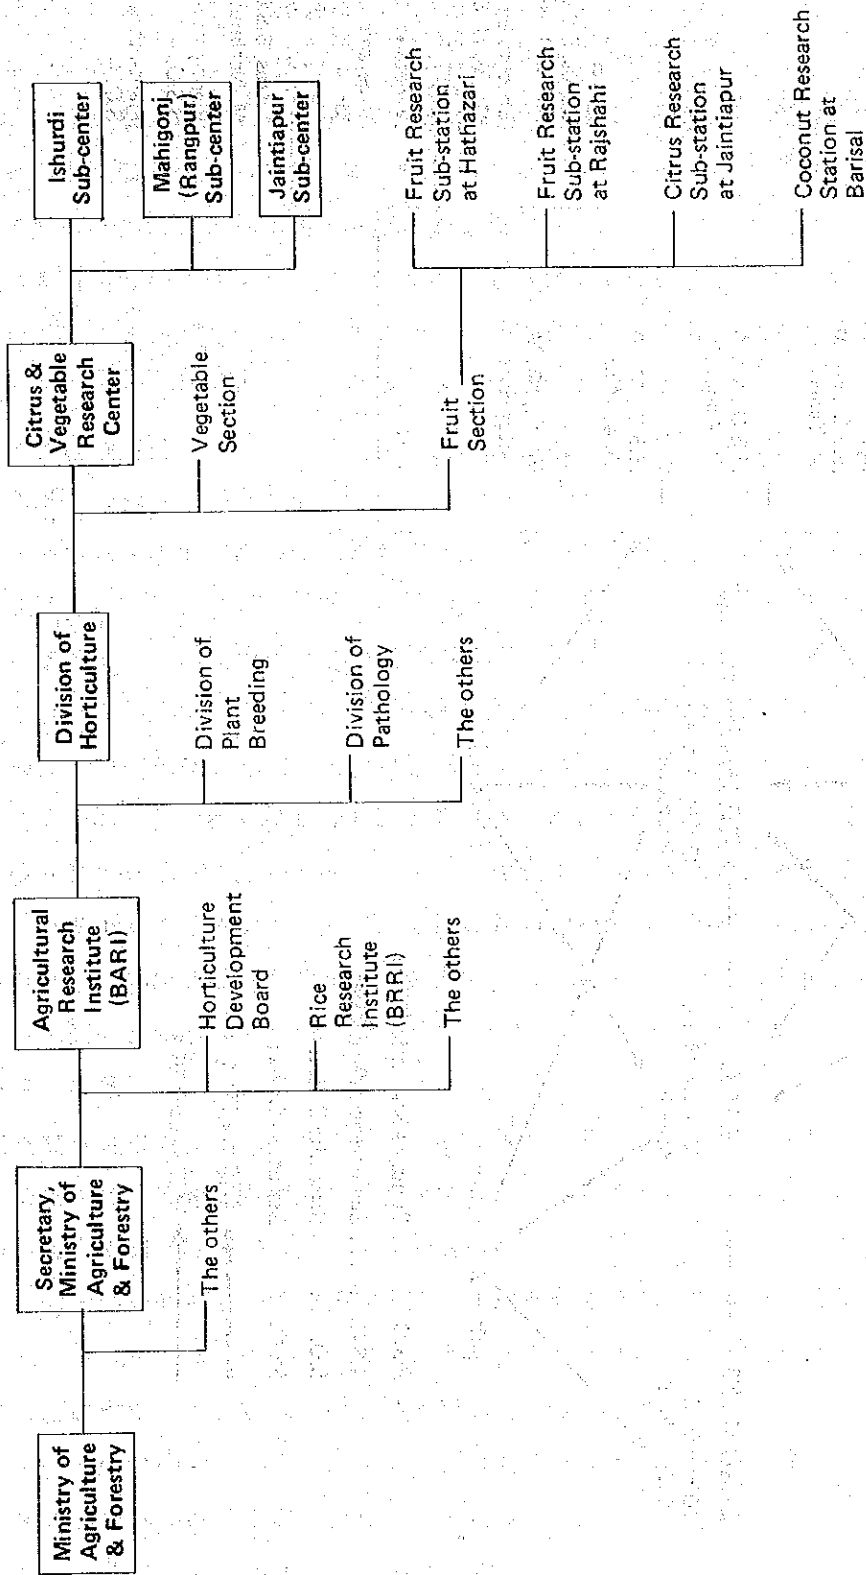 Ministry of
Agriculture
& Forestry
Secretary,
Ministry of
Agriculture
& Forestry
The others
Agricultural
Research
Institute
(BARI)
Horticulture
Development
Board
Rice
Research
Institute
(BRRI)
The others
Division of
Horticulture
Division of
Plant
Breeding
Division of
Pathology
The others
Citrus &
Vegetable
Research
Center
Vegetable
Section
Fruit
Section
Ishurdi
Sub-center
Mahigonj
(Rangpur)
Sub-center
Jaintiapur
Sub-center
Fruit Research
Sub-station
at Hathazari
Fruit Research
Sub-station
at Rajshahi
Citrus Research
Sub-station
at Jaintiapur
Coconut Research
Station at
Barisal